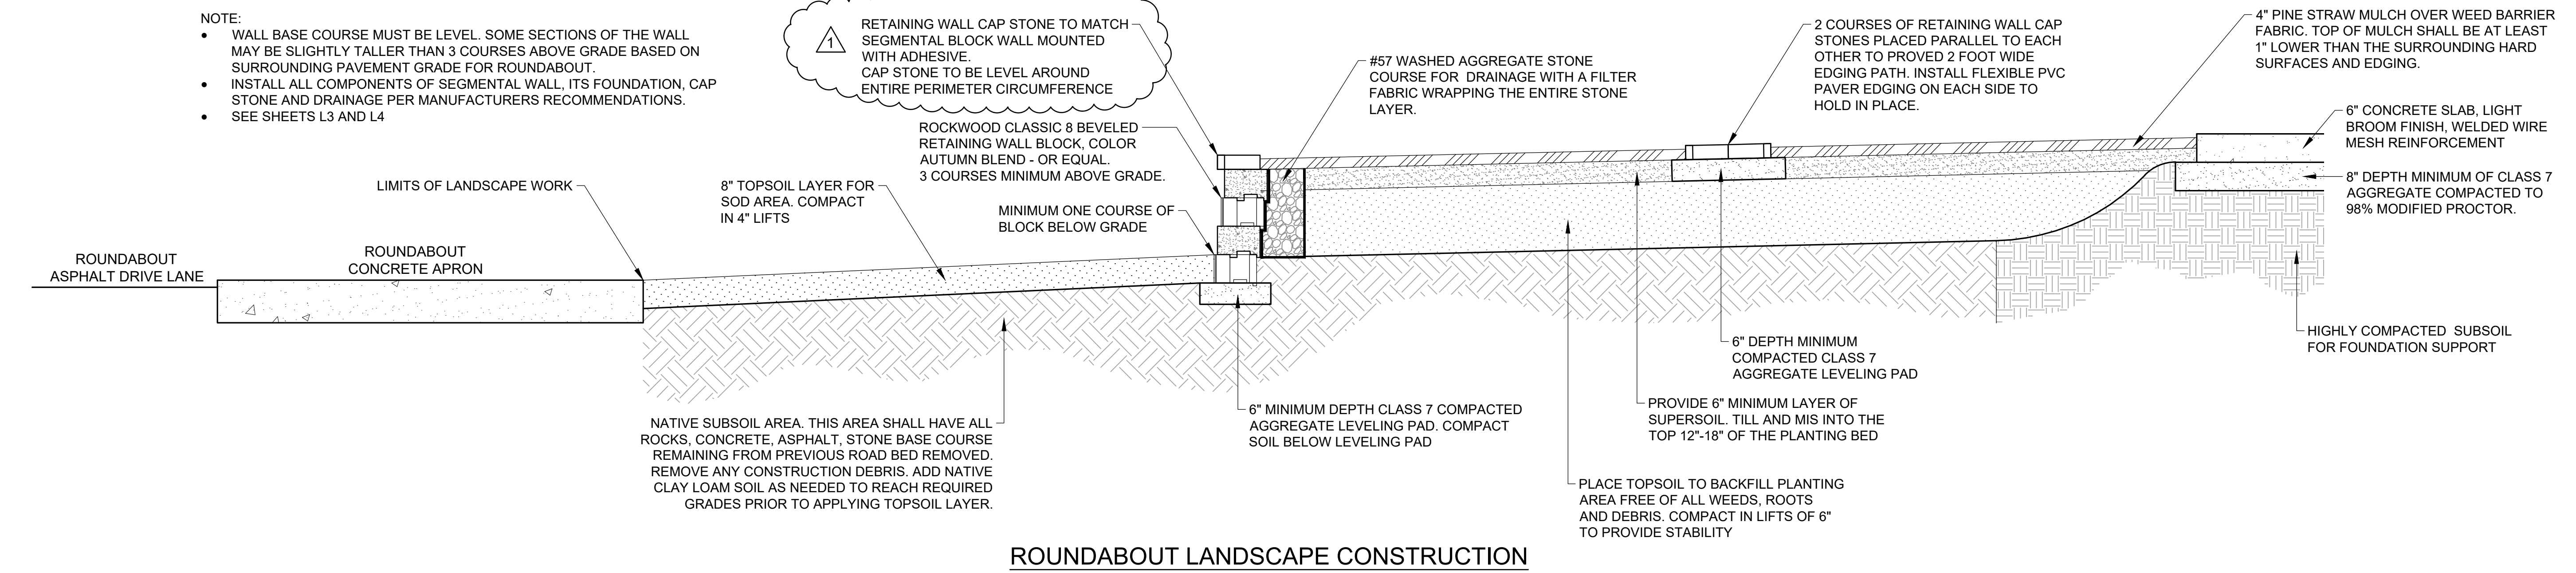 NOTE:
• WALL BASE COURSE MUST BE LEVEL. SOME SECTIONS OF THE WALL
MAY BE SLIGHTLY TALLER THAN 3 COURSES ABOVE GRADE BASED ON
SURROUNDING PAVEMENT GRADE FOR ROUNDABOUT.
• INSTALL ALL COMPONENTS OF SEGMENTAL WALL, ITS FOUNDATION, CAP
STONE AND DRAINAGE PER MANUFACTURERS RECOMMENDATIONS.
• SEE SHEETS L3 AND L4
1
RETAINING WALL CAP STONE TO MATCH
SEGMENTAL BLOCK WALL MOUNTED
WITH ADHESIVE.
CAP STONE TO BE LEVEL AROUND
ENTIRE PERIMETER CIRCUMFERENCE
ROCKWOOD CLASSIC 8 BEVELED
RETAINING WALL BLOCK, COLOR
AUTUMN BLEND - OR EQUAL.
3 COURSES MINIMUM ABOVE GRADE.
MINIMUM ONE COURSE OF
BLOCK BELOW GRADE
#57 WASHED AGGREGATE STONE
COURSE FOR DRAINAGE WITH A FILTER
FABRIC WRAPPING THE ENTIRE STONE
LAYER.
2 COURSES OF RETAINING WALL CAP
STONES PLACED PARALLEL TO EACH
OTHER TO PROVED 2 FOOT WIDE
EDGING PATH. INSTALL FLEXIBLE PVC
PAVER EDGING ON EACH SIDE TO
HOLD IN PLACE.
4" PINE STRAW MULCH OVER WEED BARRIER
FABRIC. TOP OF MULCH SHALL BE AT LEAST
1" LOWER THAN THE SURROUNDING HARD
SURFACES AND EDGING.
6" CONCRETE SLAB, LIGHT
BROOM FINISH, WELDED WIRE
MESH REINFORCEMENT
8" DEPTH MINIMUM OF CLASS 7
AGGREGATE COMPACTED TO
98% MODIFIED PROCTOR.
HIGHLY COMPACTED SUBSOIL
FOR FOUNDATION SUPPORT
LIMITS OF LANDSCAPE WORK
8" TOPSOIL LAYER FOR
SOD AREA. COMPACT
IN 4" LIFTS
ROUNDABOUT
ASPHALT DRIVE LANE
ROUNDABOUT
CONCRETE APRON
NATIVE SUBSOIL AREA. THIS AREA SHALL HAVE ALL
ROCKS, CONCRETE, ASPHALT, STONE BASE COURSE
REMAINING FROM PREVIOUS ROAD BED REMOVED.
REMOVE ANY CONSTRUCTION DEBRIS. ADD NATIVE
CLAY LOAM SOIL AS NEEDED TO REACH REQUIRED
GRADES PRIOR TO APPLYING TOPSOIL LAYER.
6" MINIMUM DEPTH CLASS 7 COMPACTED
AGGREGATE LEVELING PAD. COMPACT
SOIL BELOW LEVELING PAD
6" DEPTH MINIMUM
COMPACTED CLASS 7
AGGREGATE LEVELING PAD
PROVIDE 6" MINIMUM LAYER OF
SUPERSOIL. TILL AND MIS INTO THE
TOP 12"-18" OF THE PLANTING BED
PLACE TOPSOIL TO BACKFILL PLANTING
AREA FREE OF ALL WEEDS, ROOTS
AND DEBRIS. COMPACT IN LIFTS OF 6"
TO PROVIDE STABILITY
ROUNDABOUT LANDSCAPE CONSTRUCTION